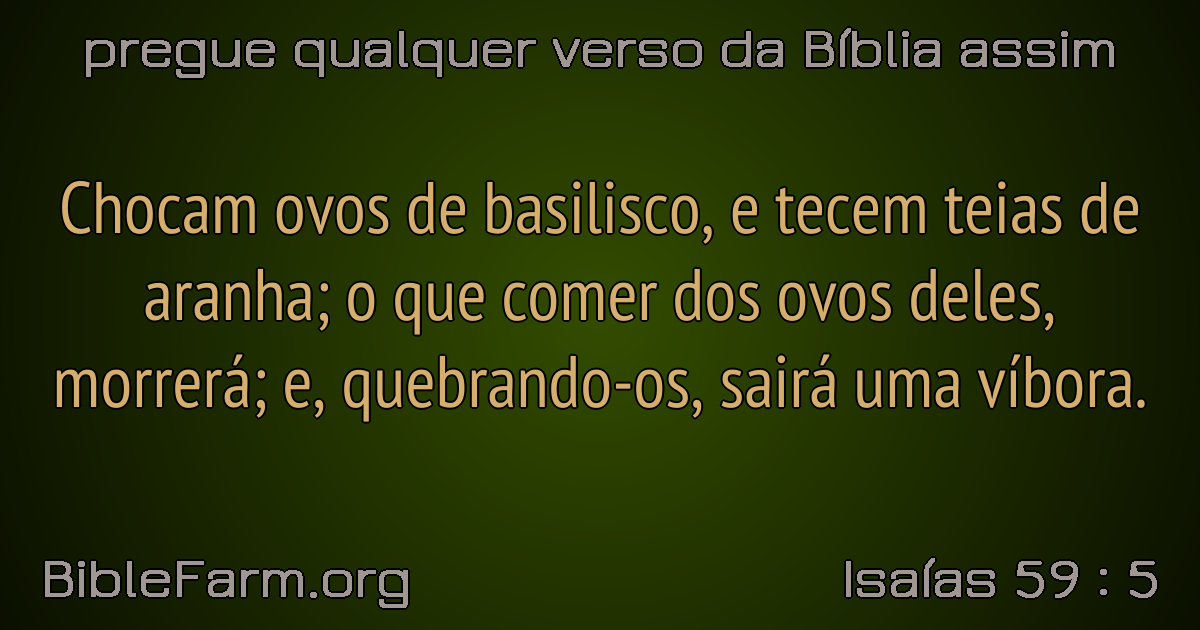 pregue qualquer verso da Bíblia assim
Chocam ovos de basilisco, e tecem teias de
aranha; o que comer dos ovos deles,
morrerá; e, quebrando-os, sairá uma víbora.
BibleFarm.org
Isaías 59 : 5